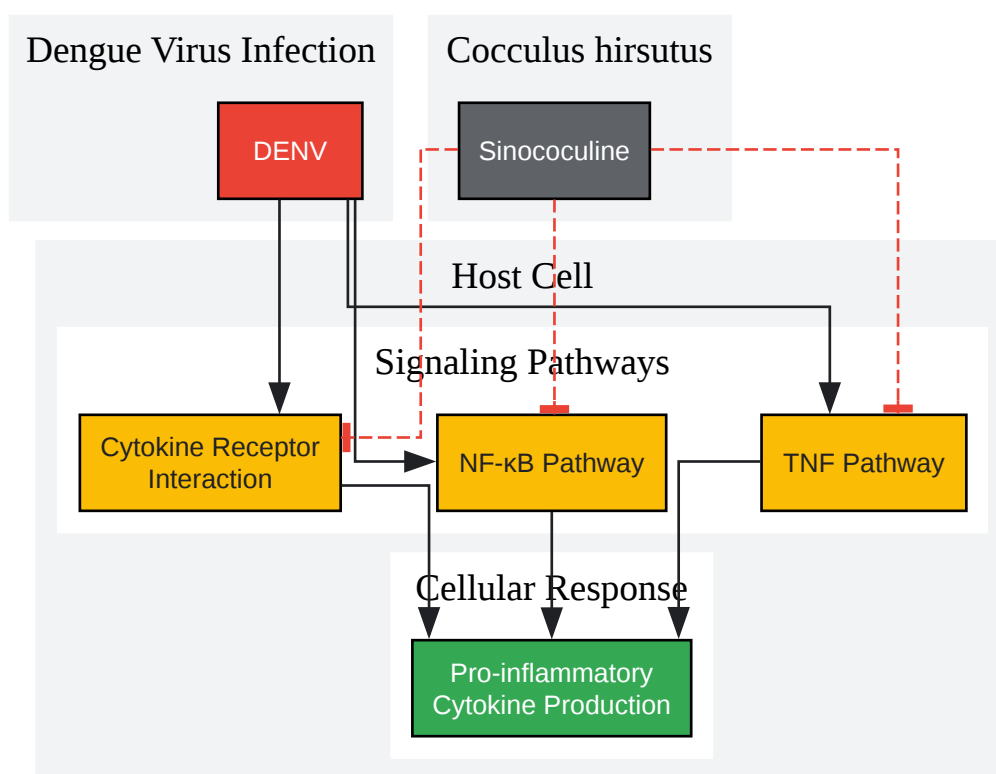 Dengue Virus Infection
Cocculus hirsutus
DENV
Sinococuline
Host Cell
Signaling Pathways
Cytokine Receptor
Interaction
NF-κB Pathway
TNF Pathway
Cellular Response
Pro-inflammatory
Cytokine Production